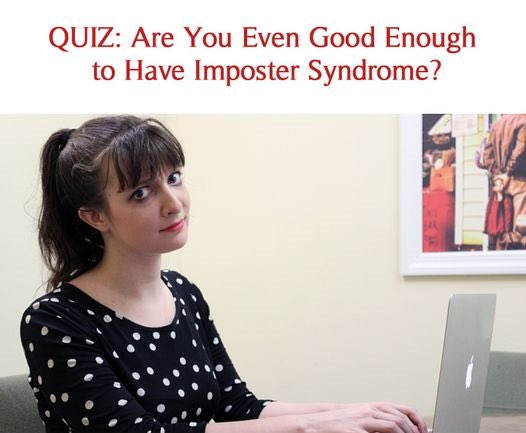 QUIZ: Are You Even Good Enough
to Have Imposter Syndrome?